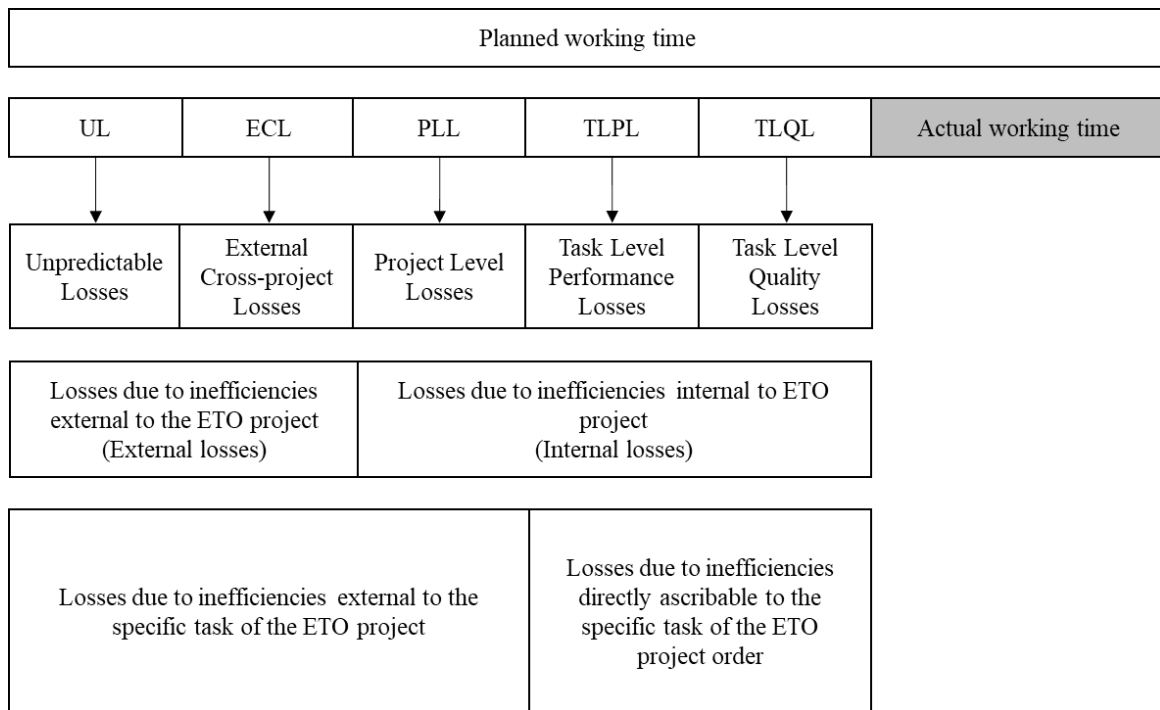 Planned working time
UL
ECL
PLL
TLPL
TLQL
Actual working time
Unpredictable
Losses
External
Cross-project
Losses
Project Level
Losses
Task Level
Performance
Losses
Task Level
Quality
Losses
Losses due to inefficiencies
external to the ETO project
(External losses)
Losses due to inefficiencies internal to ETO
project
(Internal losses)
Losses due to inefficiencies external to the
specific task of the ETO project
Losses due to inefficiencies
directly ascribable to the
specific task of the ETO
project order